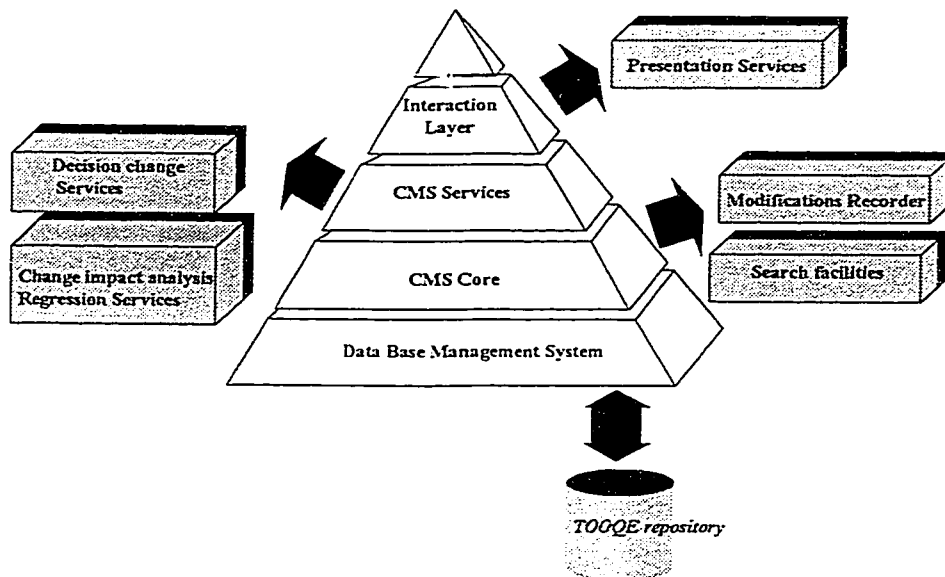 Presentation Services
Interaction
Layer
Decision change
Services
CMS Services
Modifications Recorder
Change impact analysis
Regression Services
CMS Core
Search facilities
Data Base Management System
TOOQE repository